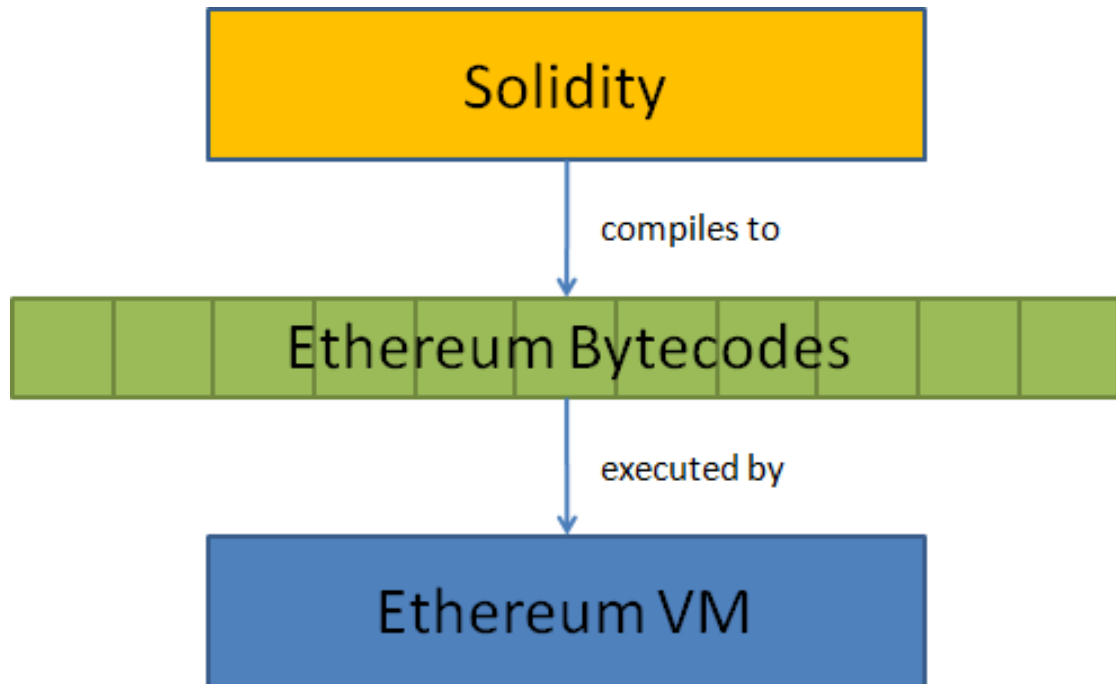 Solidity
compiles to
Ethereum Bytecodes
executed by
Ethereum VM